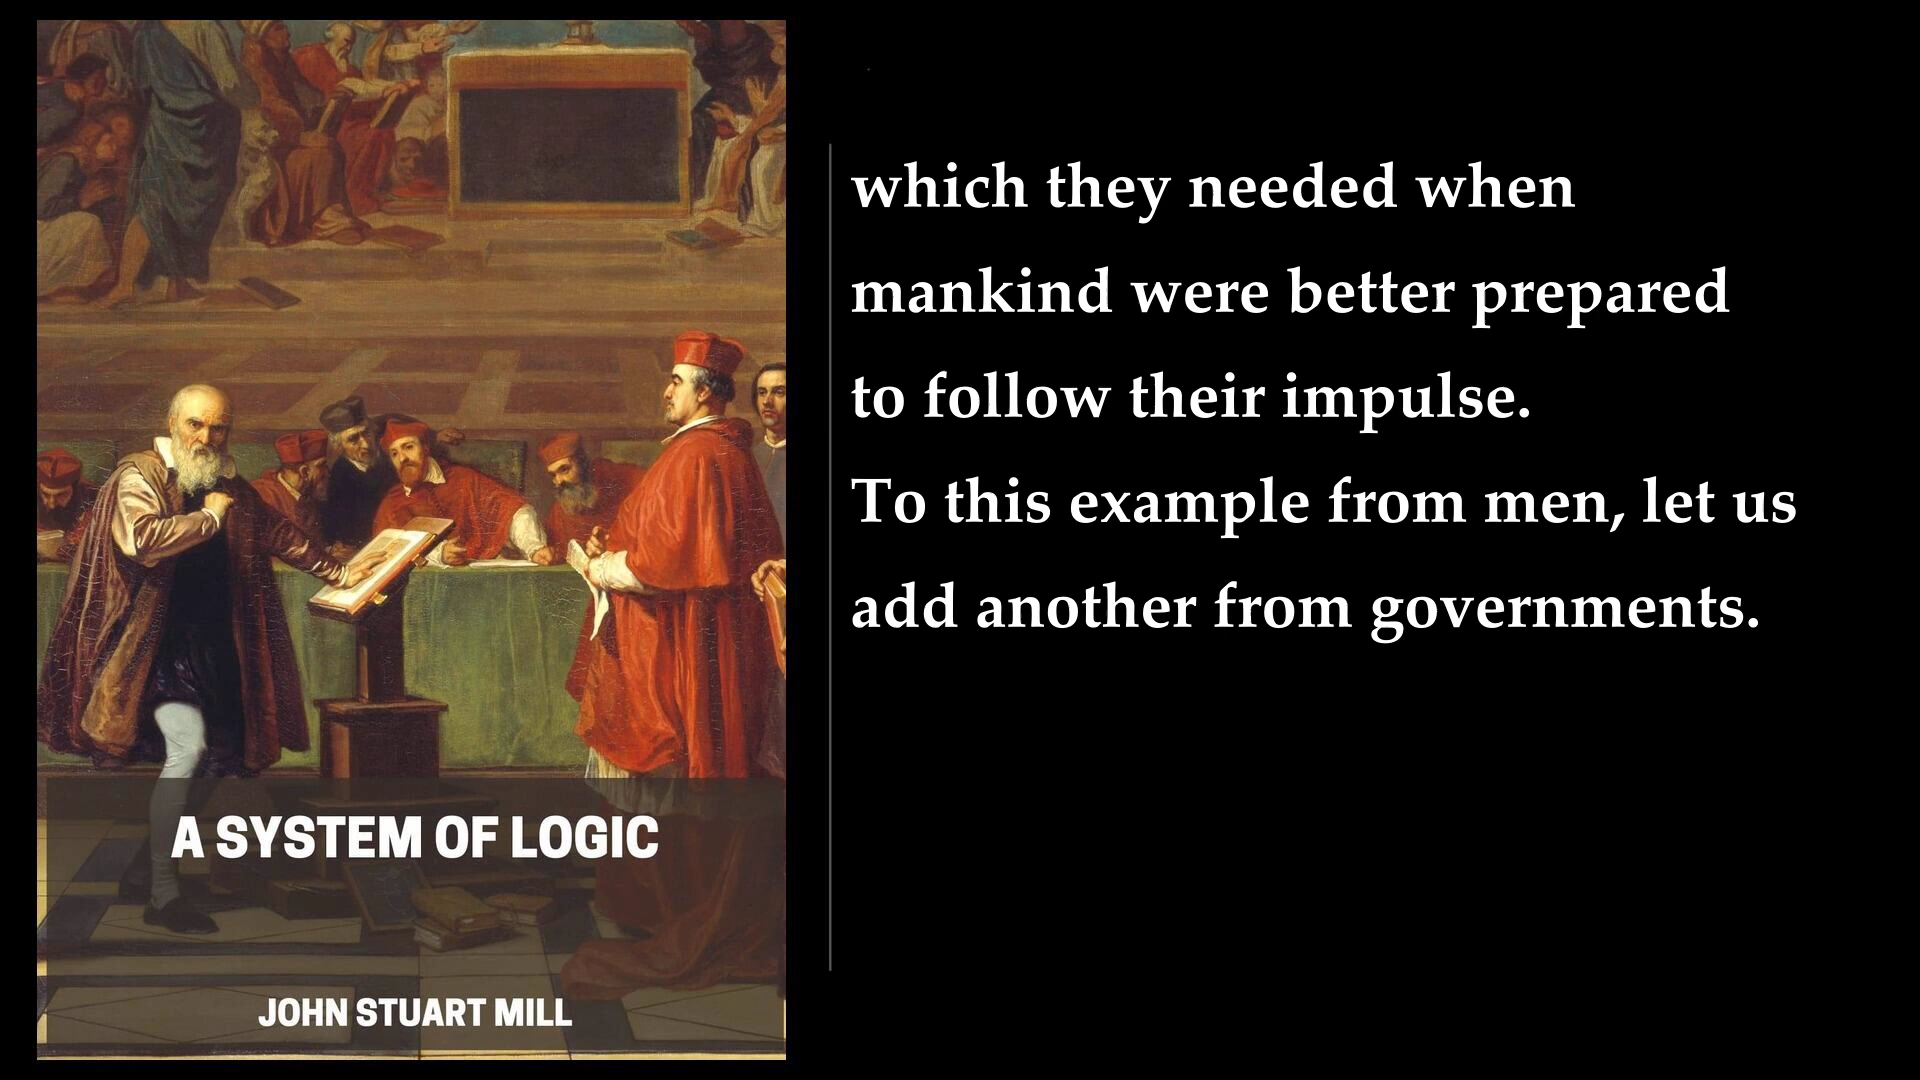 A SYSTEM OF LOGIC
JOHN STUART MILL
which they needed when
mankind were better prepared
to follow their impulse.
To this example from men, let us
add another from governments.